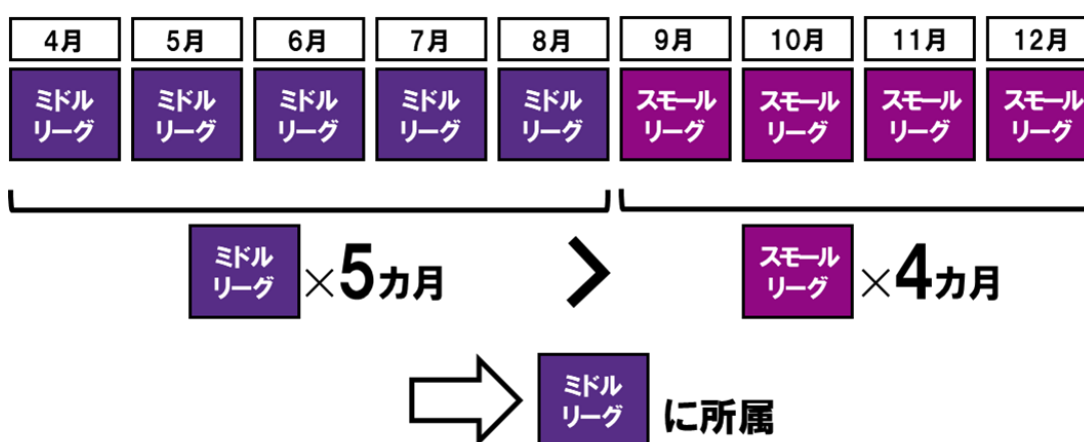 4月 5月 6月 7月 8月 9月 10月 11月 12月
ミドル ミドル ミドル ミドル ミドル スモール スモール スモール スモール
リーグ リーグ リーグ リーグ リーグ リーグ リーグ リーグ リーグ
ミドル
リーグ ×5カ月 > スモール
リーグ ×4カ月
ミドル
リーグ に所属